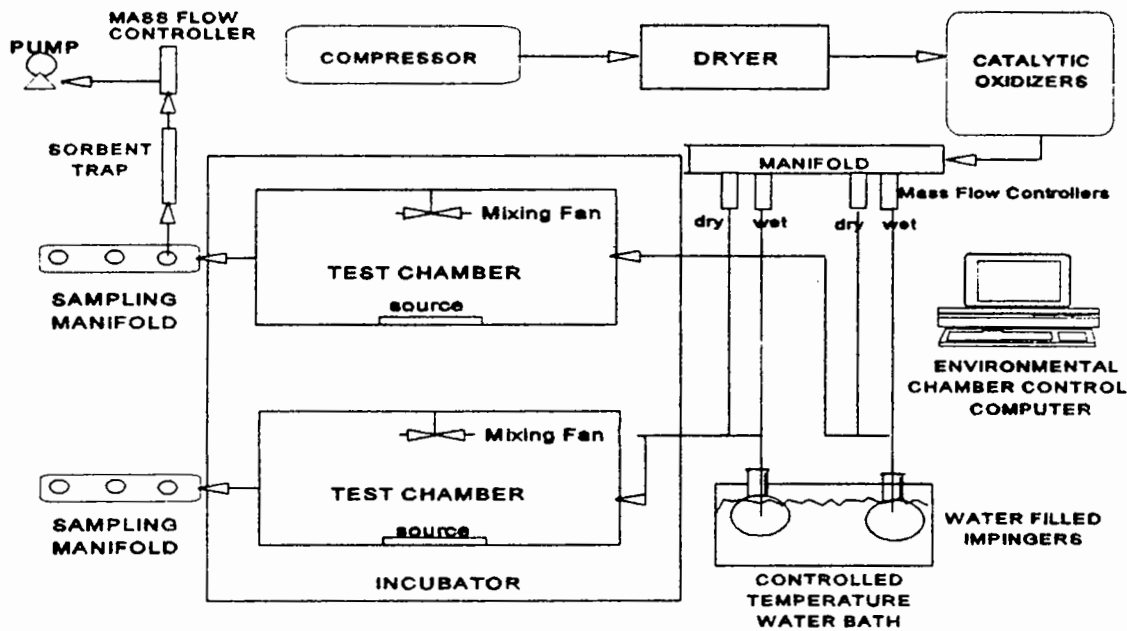 MASS FLOW
CONTROLLER
PUMP
COMPRESSOR
DRYER
CATALYTIC
OXIDIZERS
SORBENT
TRAP
MANIFOLD
Mass Flow Controllers
dry
wet
dry
wet
Mixing Fan
TEST CHAMBER
source
SAMPLING
MANIFOLD
ENVIRONMENTAL
CHAMBER CONTROL
COMPUTER
Mixing Fan
TEST CHAMBER
source
SAMPLING
MANIFOLD
WATER FILLED
IMPINGERS
INCUBATOR
CONTROLLED
TEMPERATURE
WATER BATH